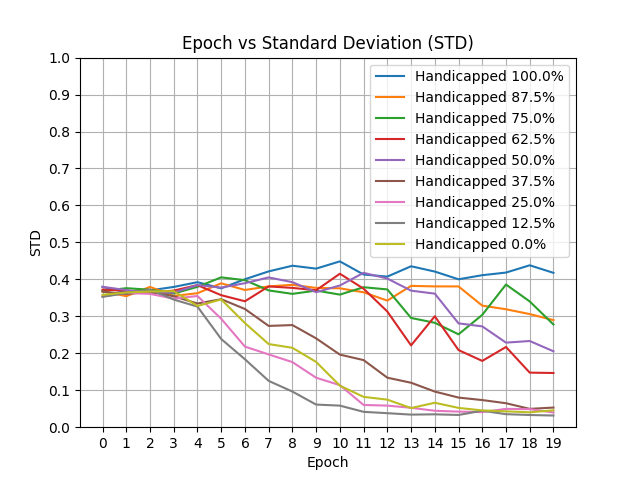 Epoch vs Standard Deviation (STD)
1.0
0.9
0.8
0.7
0.6
0.5
0.4
0.3
0.2
0.1
0.0
STD
Handicapped 100.0%
Handicapped 87.5%
Handicapped 75.0%
Handicapped 62.5%
Handicapped 50.0%
Handicapped 37.5%
Handicapped 25.0%
Handicapped 12.5%
Handicapped 0.0%
0 1 2 3 4 5 6 7 8 9 10 11 12 13 14 15 16 17 18 19
Epoch